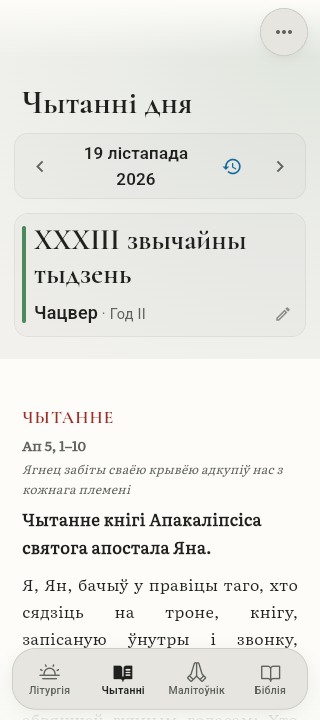 Чытанні дня
19 лістапада
2026
XXXIII звычайны
тыдзень
Чацвер · Год II
ЧЫТАННЕ
Ап 5, 1–10
Ягнец забіты сваёю крывёю адкупіў нас з
кожнага племені
Чытанне кнігі Апакаліпсіса
святога апостала Яна.
Я, Ян, бачыў у правіцы таго, хто
сядзіць на троне, кнігу,
запісаную ўнутры і звонку,
Літургія
Чытанні
Малітоўнік
Біблія